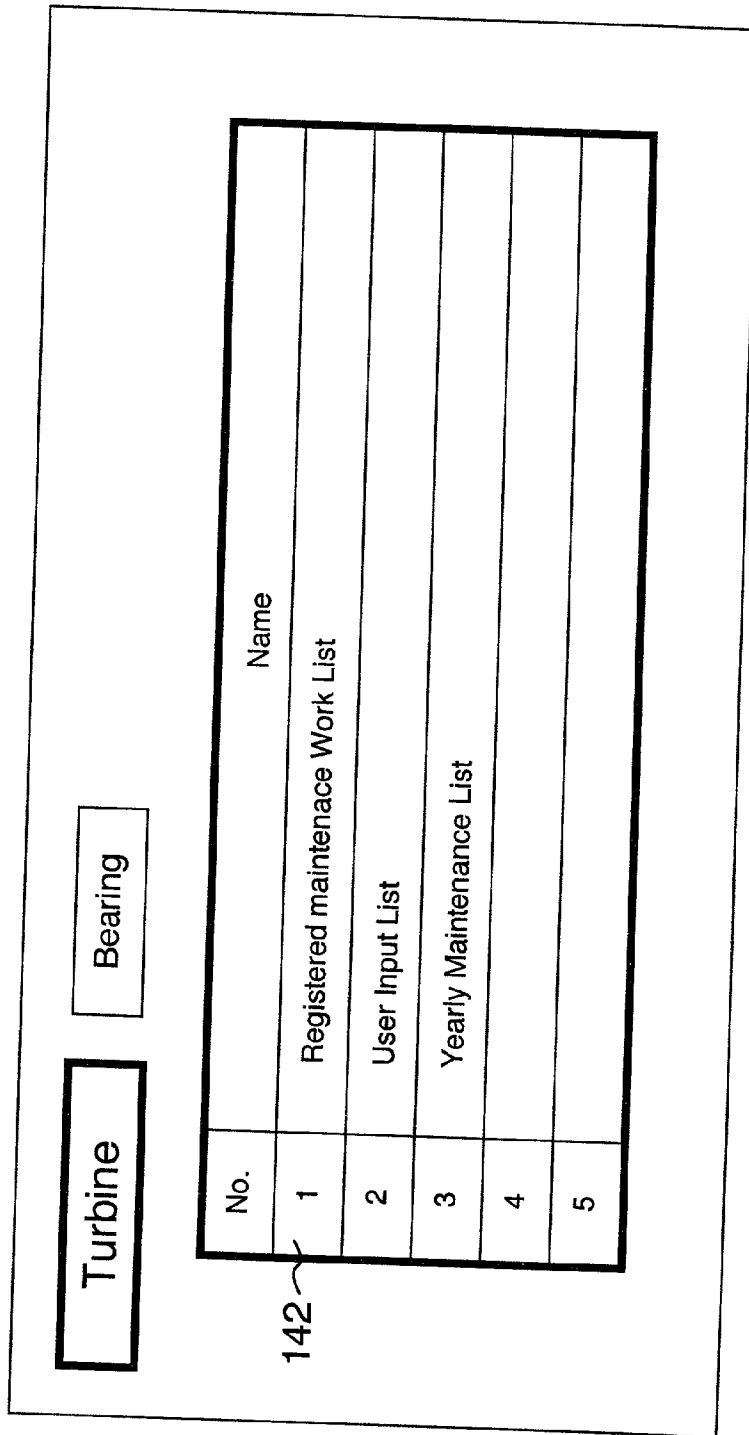 Turbine
Bearing
No. Name
1 Registered maintenace Work List
2 User Input List
3 Yearly Maintenance List
4
5
142